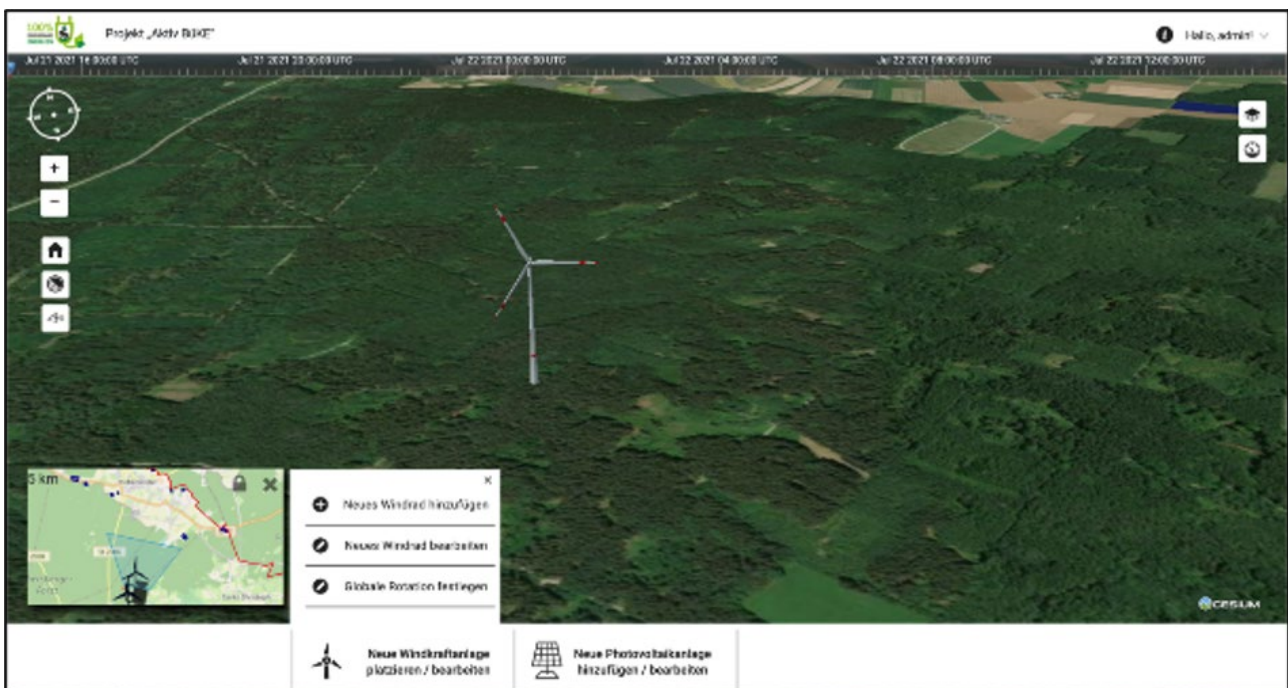 100%
Projekt „Aktiv BüKE“
Hallo, admin!
Jul 21 2021 16:00:00 UTC
Jul 21 2021 20:00:00 UTC
Jul 22 2021 00:00:00 UTC
Jul 22 2021 04:00:00 UTC
Jul 22 2021 08:00:00 UTC
Jul 22 2021 12:00:00 UTC
5 km
Forst
Neues Windrad hinzufügen
Neues Windrad bearbeiten
Globale Rotation festlegen
CESIUM
Neue Windkraftanlage
platzieren / bearbeiten
Neue Photovoltaikanlage
hinzufügen / bearbeiten